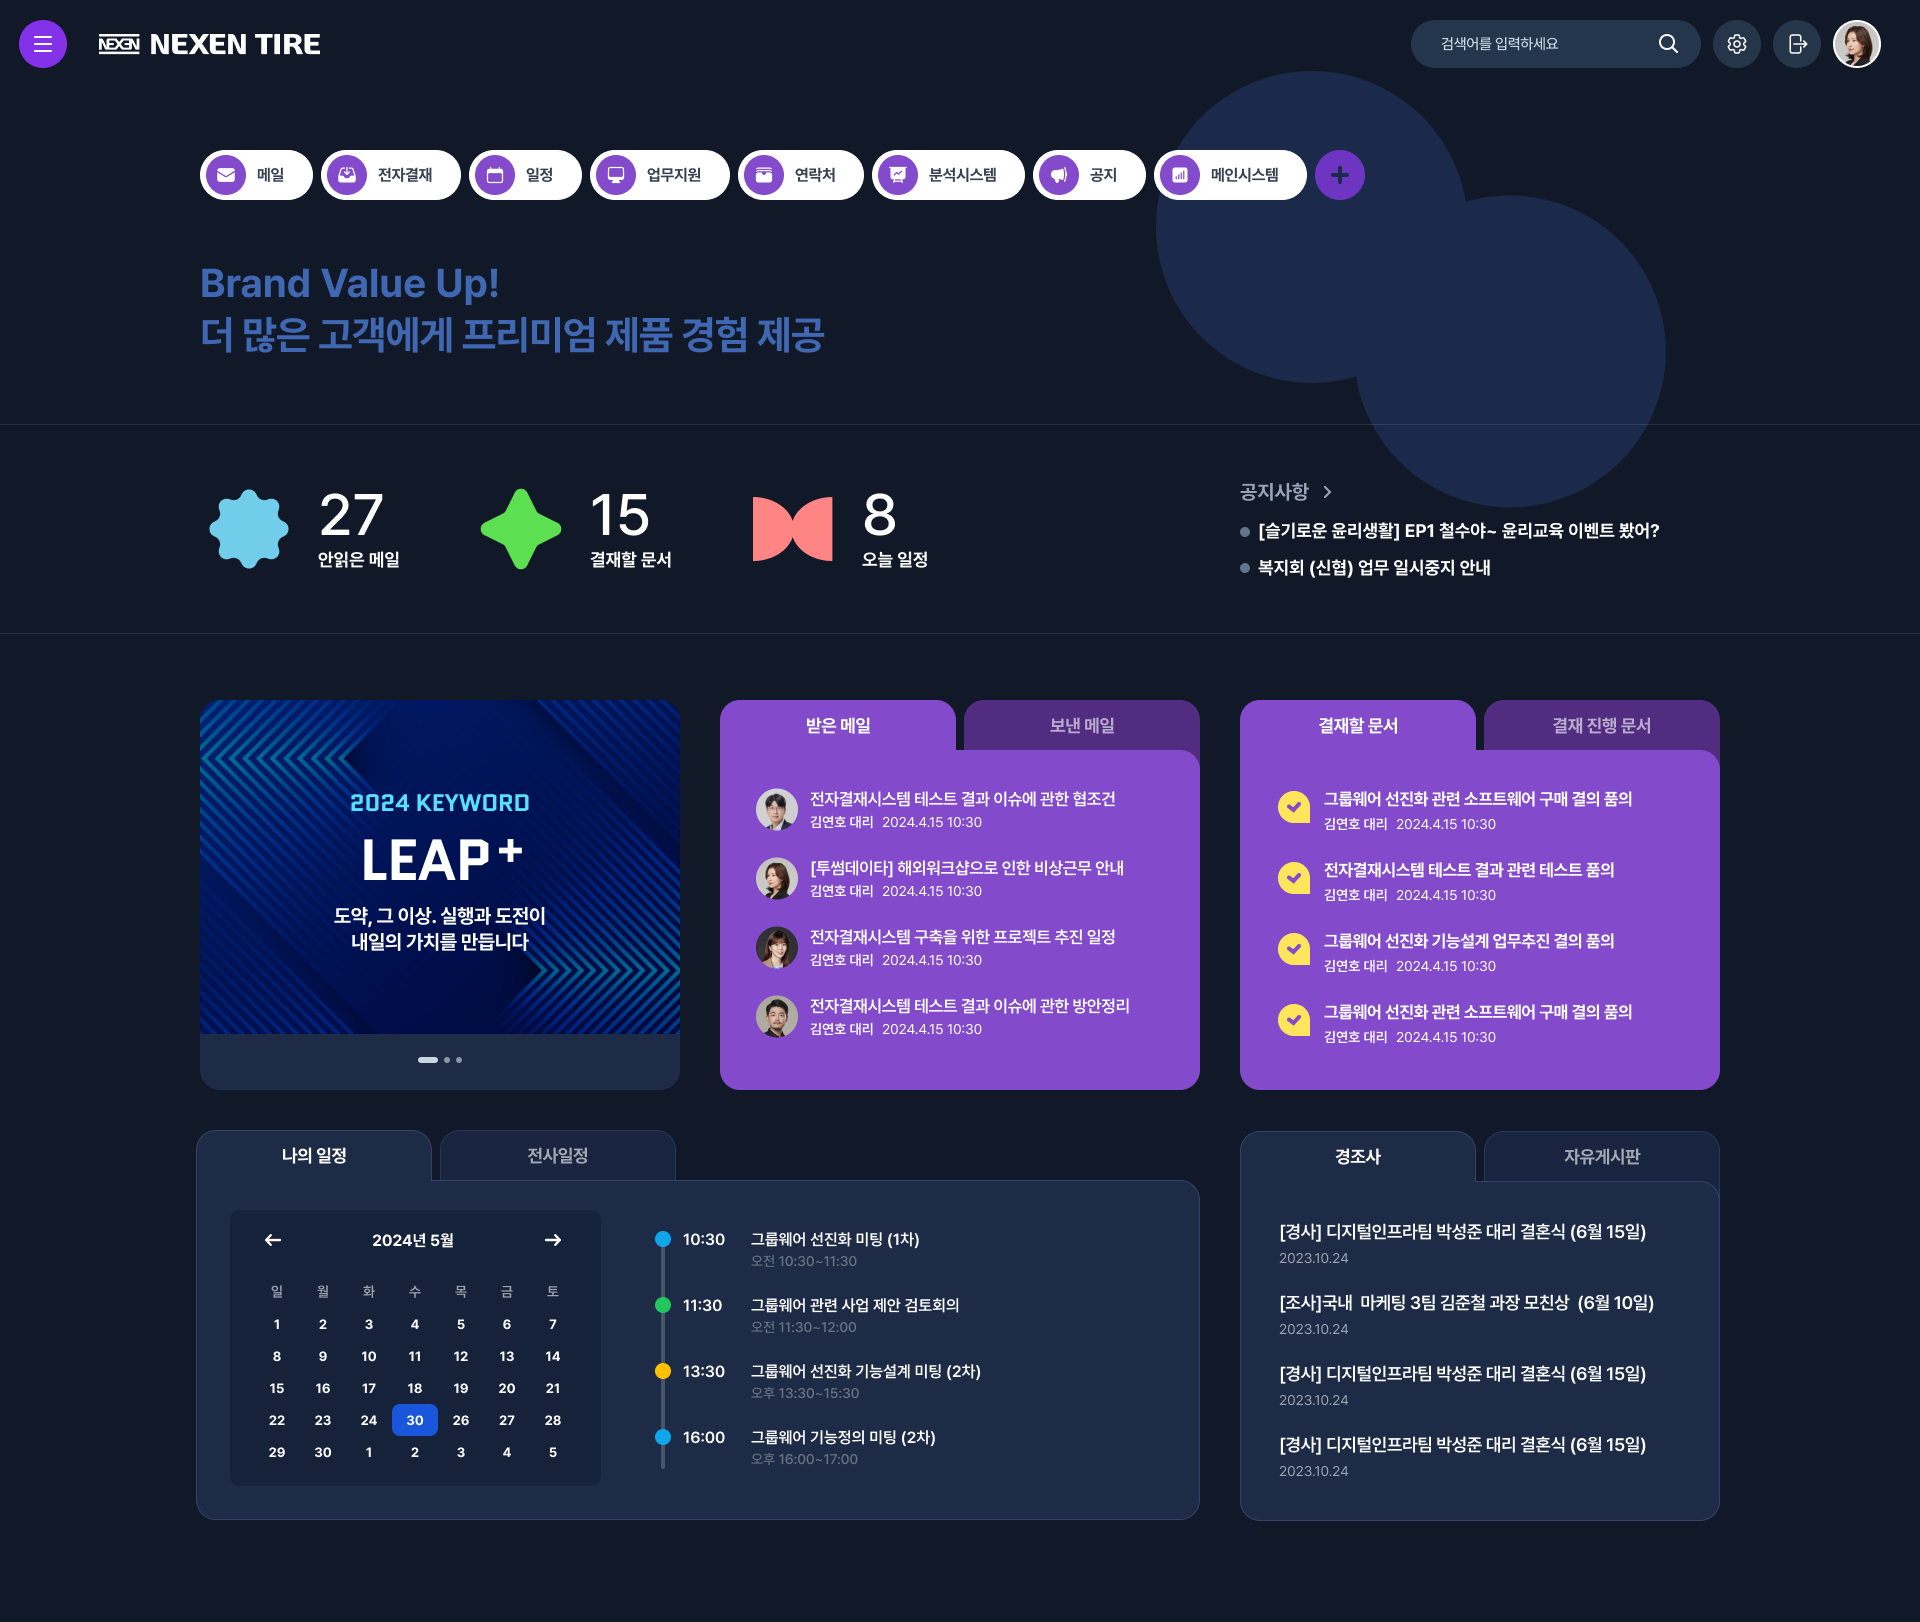 NEXEN NEXEN TIRE
검색어를 입력하세요
메일
전자결재
일정
업무지원
연락처
분석시스템
공지
메인시스템
Brand Value Up!
더 많은 고객에게 프리미엄 제품 경험 제공
27
안읽은 메일
15
결재할 문서
8
오늘 일정
공지사항
[슬기로운 윤리생활] EP1 철수야~ 윤리교육 이벤트 봤어?
복지회 (신협) 업무 일시중지 안내
2024 KEYWORD
LEAP+
도약, 그 이상. 실행과 도전이
내일의 가치를 만듭니다
받은 메일
보낸 메일
전자결재시스템 테스트 결과 이슈에 관한 협조건
김연호 대리 2024.4.15 10:30
[투썸데이타] 해외워크샵으로 인한 비상근무 안내
김연호 대리 2024.4.15 10:30
전자결재시스템 구축을 위한 프로젝트 추진 일정
김연호 대리 2024.4.15 10:30
전자결재시스템 테스트 결과 이슈에 관한 방안정리
김연호 대리 2024.4.15 10:30
결재할 문서
결재 진행 문서
그룹웨어 선진화 관련 소프트웨어 구매 결의 품의
김연호 대리 2024.4.15 10:30
전자결재시스템 테스트 결과 관련 테스트 품의
김연호 대리 2024.4.15 10:30
그룹웨어 선진화 기능설계 업무추진 결의 품의
김연호 대리 2024.4.15 10:30
그룹웨어 선진화 관련 소프트웨어 구매 결의 품의
김연호 대리 2024.4.15 10:30
나의 일정
전사일정
2024년 5월
일 월 화 수 목 금 토
1 2 3 4 5 6 7
8 9 10 11 12 13 14
15 16 17 18 19 20 21
22 23 24 30 26 27 28
29 30 1 2 3 4 5
10:30 그룹웨어 선진화 미팅 (1차)
오전 10:30~11:30
11:30 그룹웨어 관련 사업 제안 검토회의
오전 11:30~12:00
13:30 그룹웨어 선진화 기능설계 미팅 (2차)
오후 13:30~15:30
16:00 그룹웨어 기능정의 미팅 (2차)
오후 16:00~17:00
경조사
자유게시판
[경사] 디지털인프라팀 박성준 대리 결혼식 (6월 15일)
2023.10.24
[조사]국내 마케팅 3팀 김준철 과장 모친상 (6월 10일)
2023.10.24
[경사] 디지털인프라팀 박성준 대리 결혼식 (6월 15일)
2023.10.24
[경사] 디지털인프라팀 박성준 대리 결혼식 (6월 15일)
2023.10.24